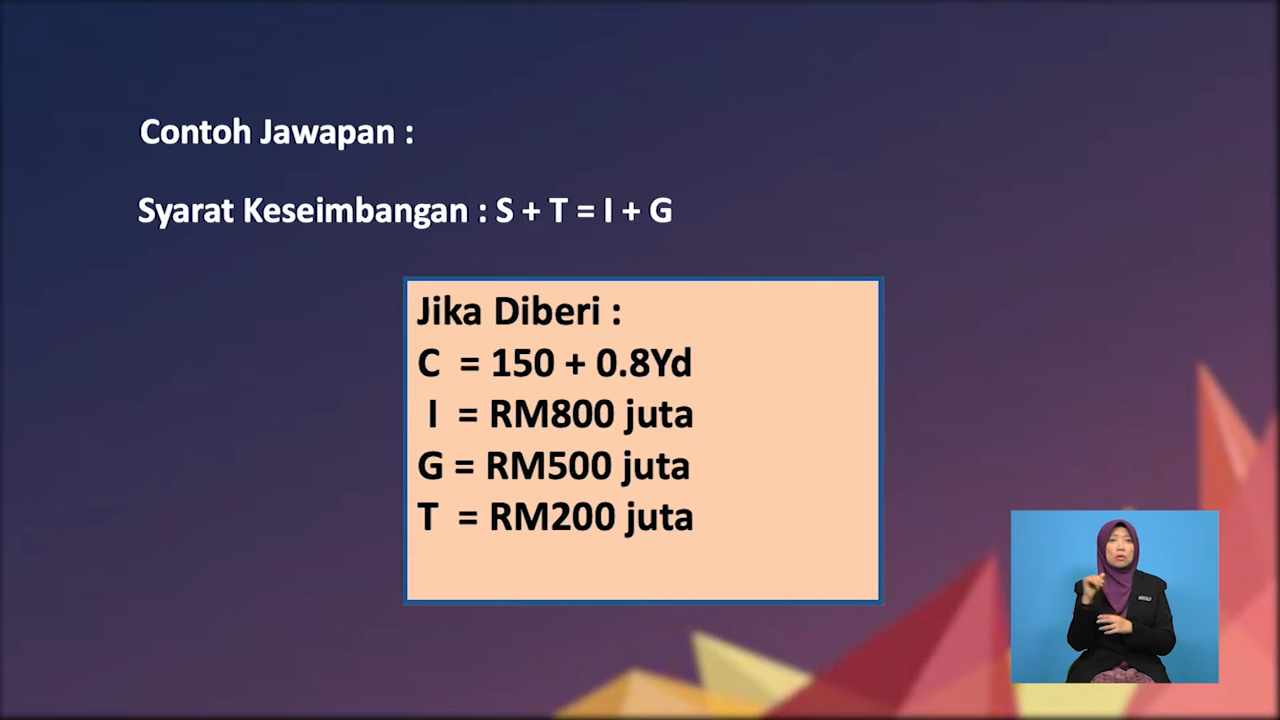 Contoh Jawapan :
Syarat Keseimbangan : S + T = I + G
Jika Diberi :
C = 150 + 0.8Yd
I = RM800 juta
G = RM500 juta
T = RM200 juta